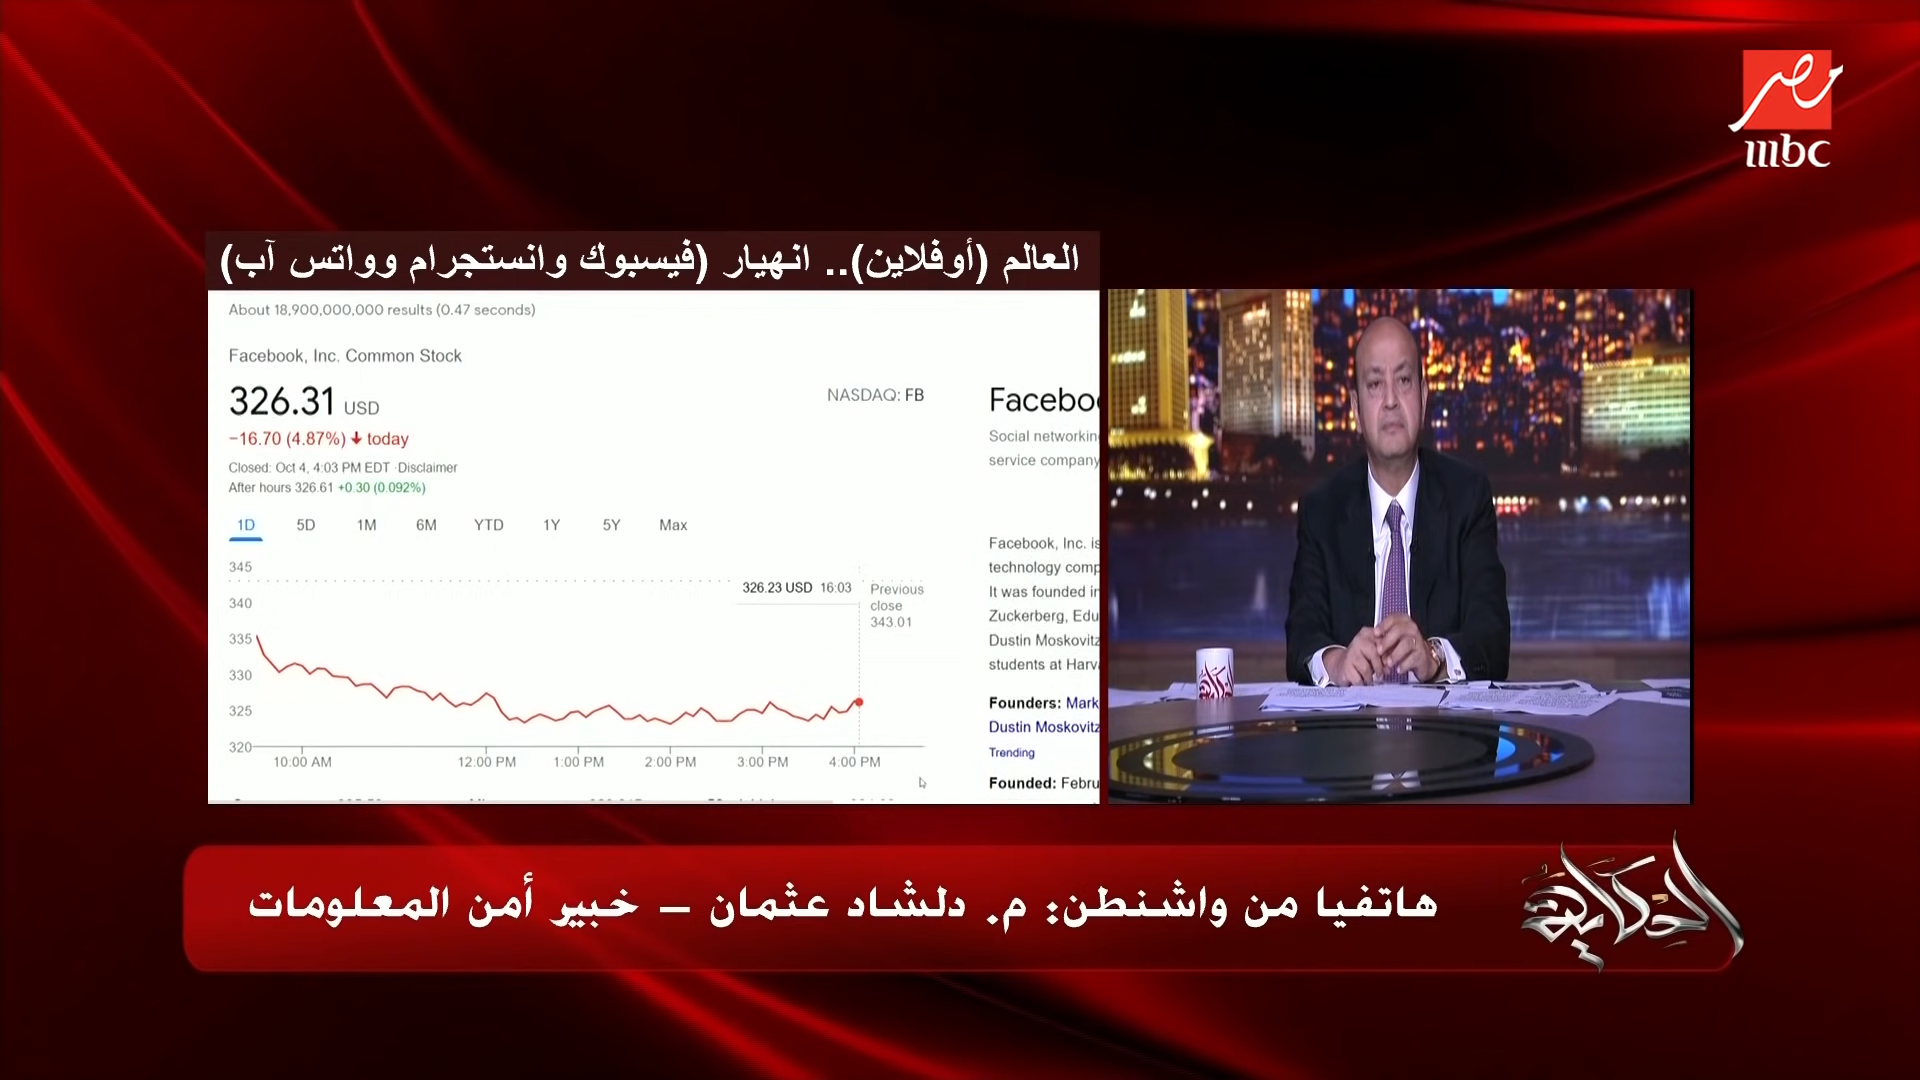 مصر
mbc
العالم (أوفلاين).. انهيار (فيسبوك وانستجرام وواتس آب)
About 18,900,000,000 results (0.47 seconds)
Facebook, Inc. Common Stock
326.31 USD
NASDAQ: FB
−16.70 (4.87%) ↓ today
Closed: Oct 4, 4:03 PM EDT · Disclaimer
After hours 326.61 +0.30 (0.092%)
1D 5D 1M 6M YTD 1Y 5Y Max
345
340
335
330
325
320
326.23 USD 16:03
Previous
close
343.01
10:00 AM 12:00 PM 1:00 PM 2:00 PM 3:00 PM 4:00 PM
Facebo
Social networkin
service company
Facebook, Inc. is
technology comp
It was founded in
Zuckerberg, Edu
Dustin Moskovitz
students at Harva
Founders: Mark
Dustin Moskovitz
Trending
Founded: Febru
هاتفيا من واشنطن: م. دلشاد عثمان – خبير أمن المعلومات
الحكاية